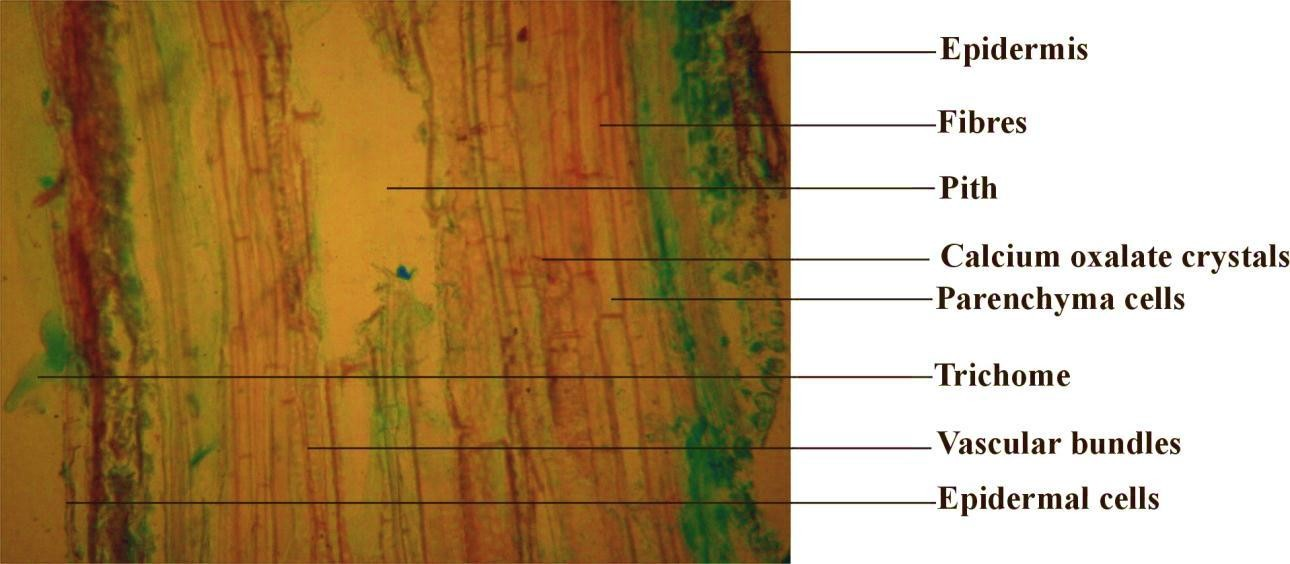 Epidermis
Fibres
Pith
Calcium oxalate crystals
Parenchyma cells
Trichome
Vascular bundles
Epidermal cells